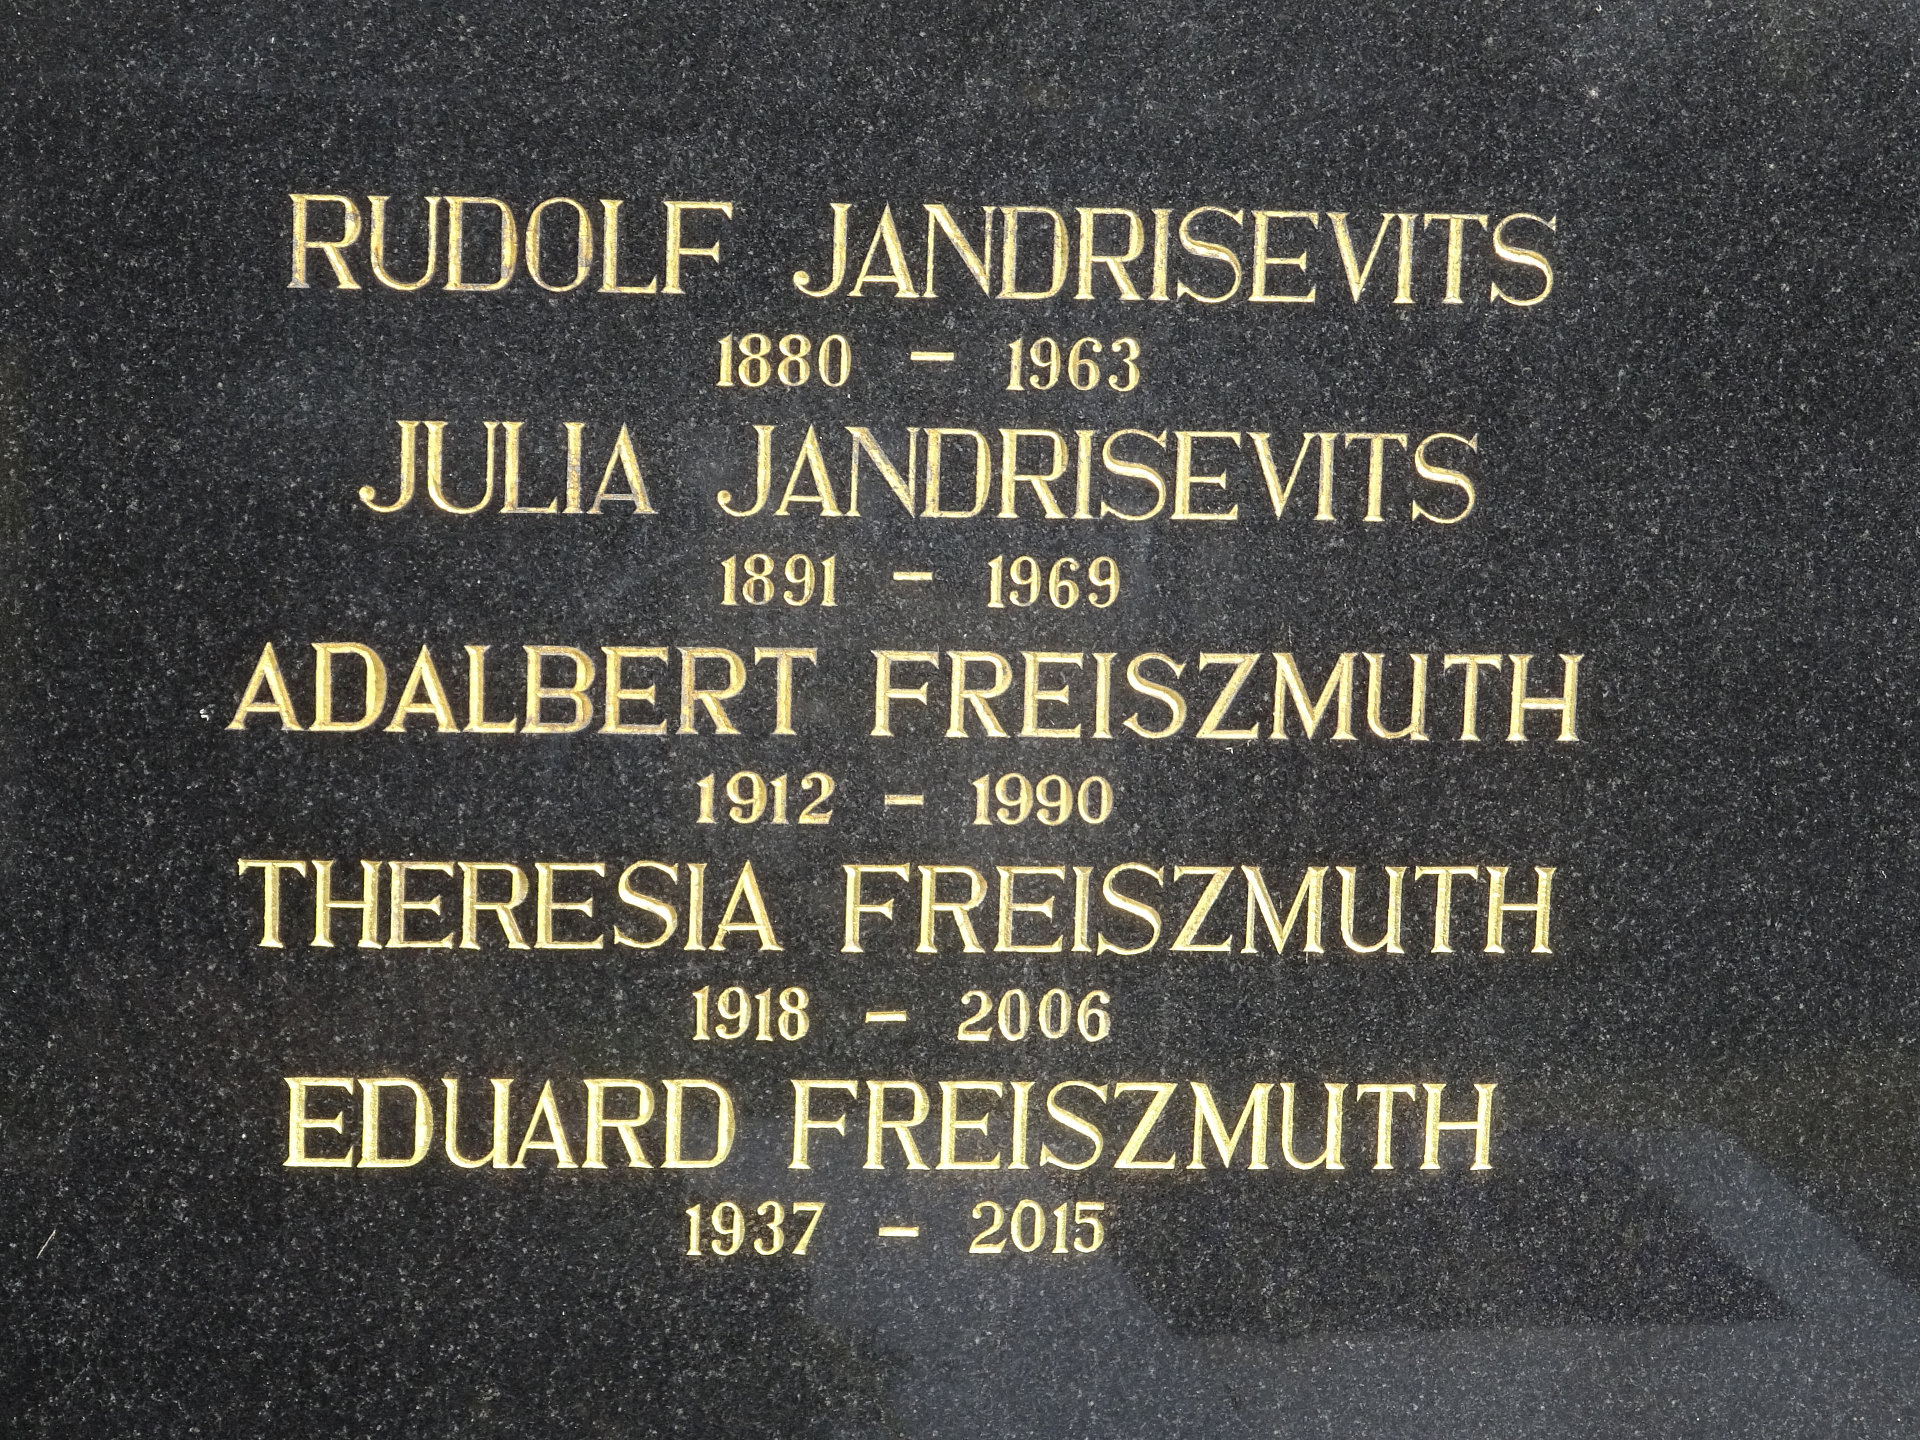 RUDOLF JANDRISEVITS
1880 – 1963
JULIA JANDRISEVITS
1891 – 1969
ADALBERT FREISZMUTH
1912 – 1990
THERESIA FREISZMUTH
1918 – 2006
EDUARD FREISZMUTH
1937 – 2015